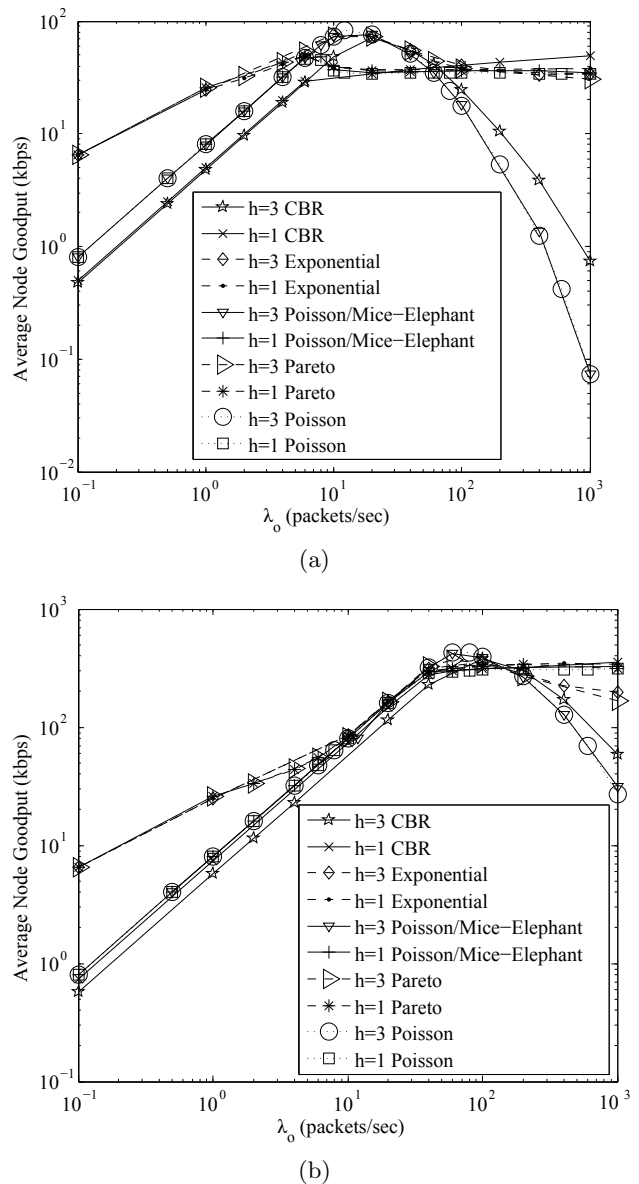 10^2
10^1
10^0
10^−1
10^−2
Average Node Goodput (kbps)
h=3 CBR
h=1 CBR
h=3 Exponential
h=1 Exponential
h=3 Poisson/Mice−Elephant
h=1 Poisson/Mice−Elephant
h=3 Pareto
h=1 Pareto
h=3 Poisson
h=1 Poisson
10^−1 10^0 10^1 10^2 10^3
λ_o (packets/sec)
(a)
10^3
10^2
10^1
10^0
10^−1
Average Node Goodput (kbps)
h=3 CBR
h=1 CBR
h=3 Exponential
h=1 Exponential
h=3 Poisson/Mice−Elephant
h=1 Poisson/Mice−Elephant
h=3 Pareto
h=1 Pareto
h=3 Poisson
h=1 Poisson
10^−1 10^0 10^1 10^2 10^3
λ_o (packets/sec)
(b)